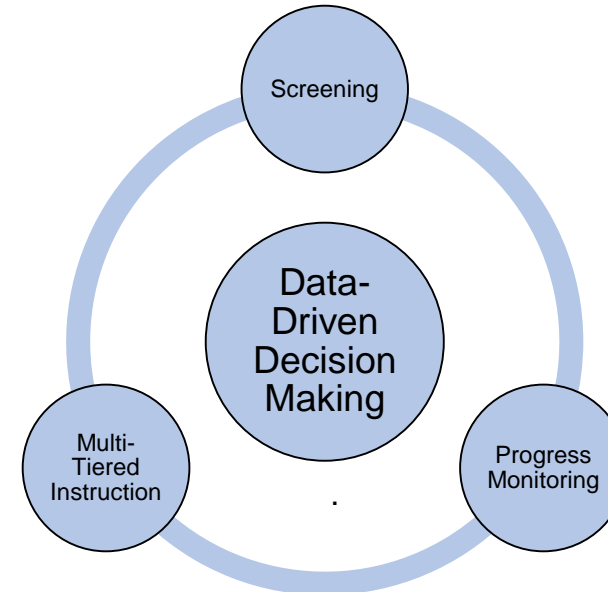 Screening
Data-
Driven
Decision
Making
Multi-
Tiered
Instruction
Progress
Monitoring
.